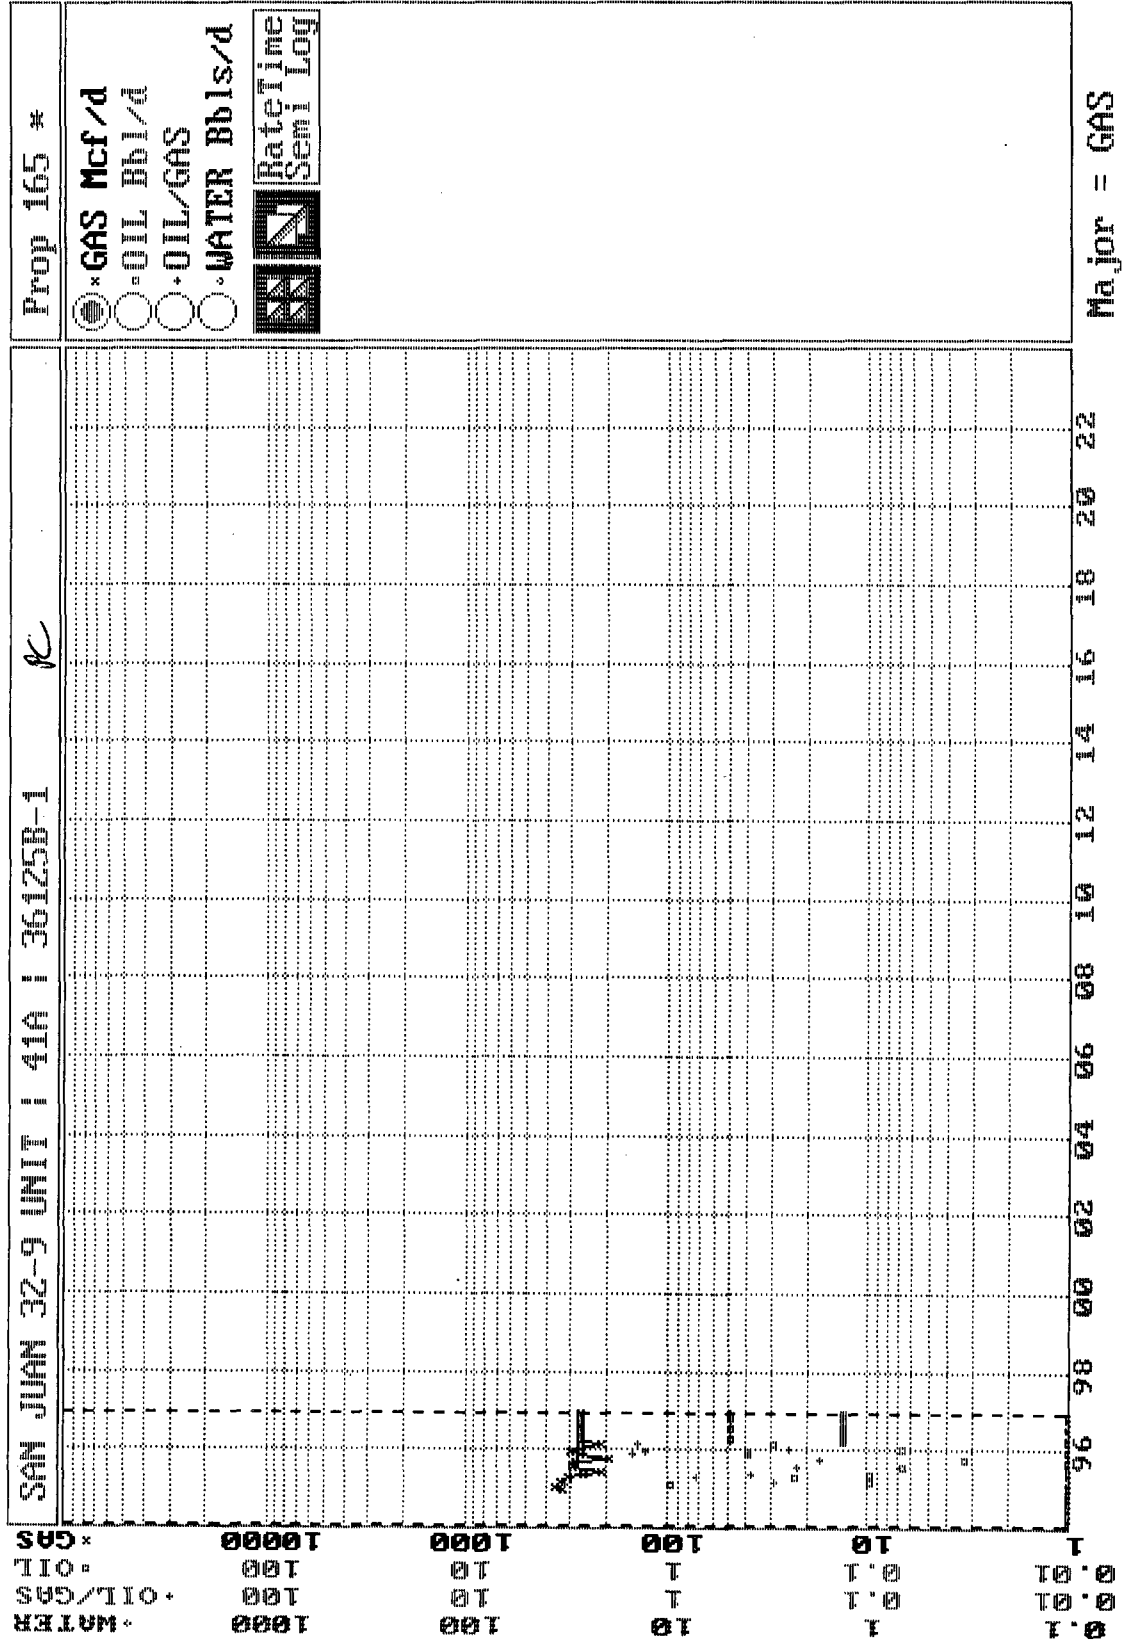 SAN JUAN 32-9 UNIT : 41A : 36125B-1
Prop 165 *
GAS Mcf/d
OIL Bbl/d
OIL/GAS
WATER Bbls/d
RateTime
Semi Log
WATER OIL/GAS OIL GAS
1000 100 100 10000
100 10 10 1000
10 1 1 100
1 0.1 0.1 10
0.1 0.01 0.01 1
96 98 00 02 04 06 08 10 12 14 16 18 20 22
Major = GAS